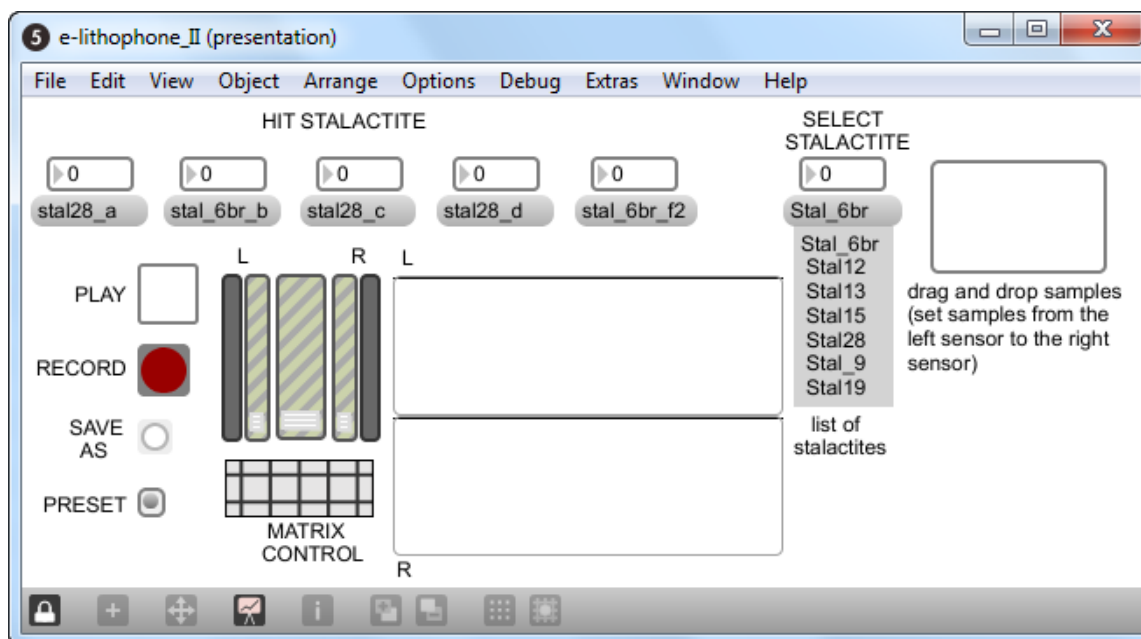 5 e-lithophone_II (presentation)
File Edit View Object Arrange Options Debug Extras Window Help
HIT STALACTITE
SELECT
STALACTITE
0 0 0 0 0 0
stal28_a stal_6br_b stal28_c stal28_d stal_6br_f2 Stal_6br
Stal_6br
Stal12
Stal13
Stal15
Stal28
Stal_9
Stal19
list of
stalactites
drag and drop samples
(set samples from the
left sensor to the right
sensor)
L R L
PLAY
RECORD
SAVE
AS
PRESET
MATRIX
CONTROL
R
i